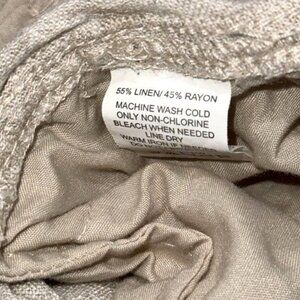 55% LINEN/ 45% RAYON
MACHINE WASH COLD
ONLY NON-CHLORINE
BLEACH WHEN NEEDED
LINE DRY
WARM IRON IF NEEDED